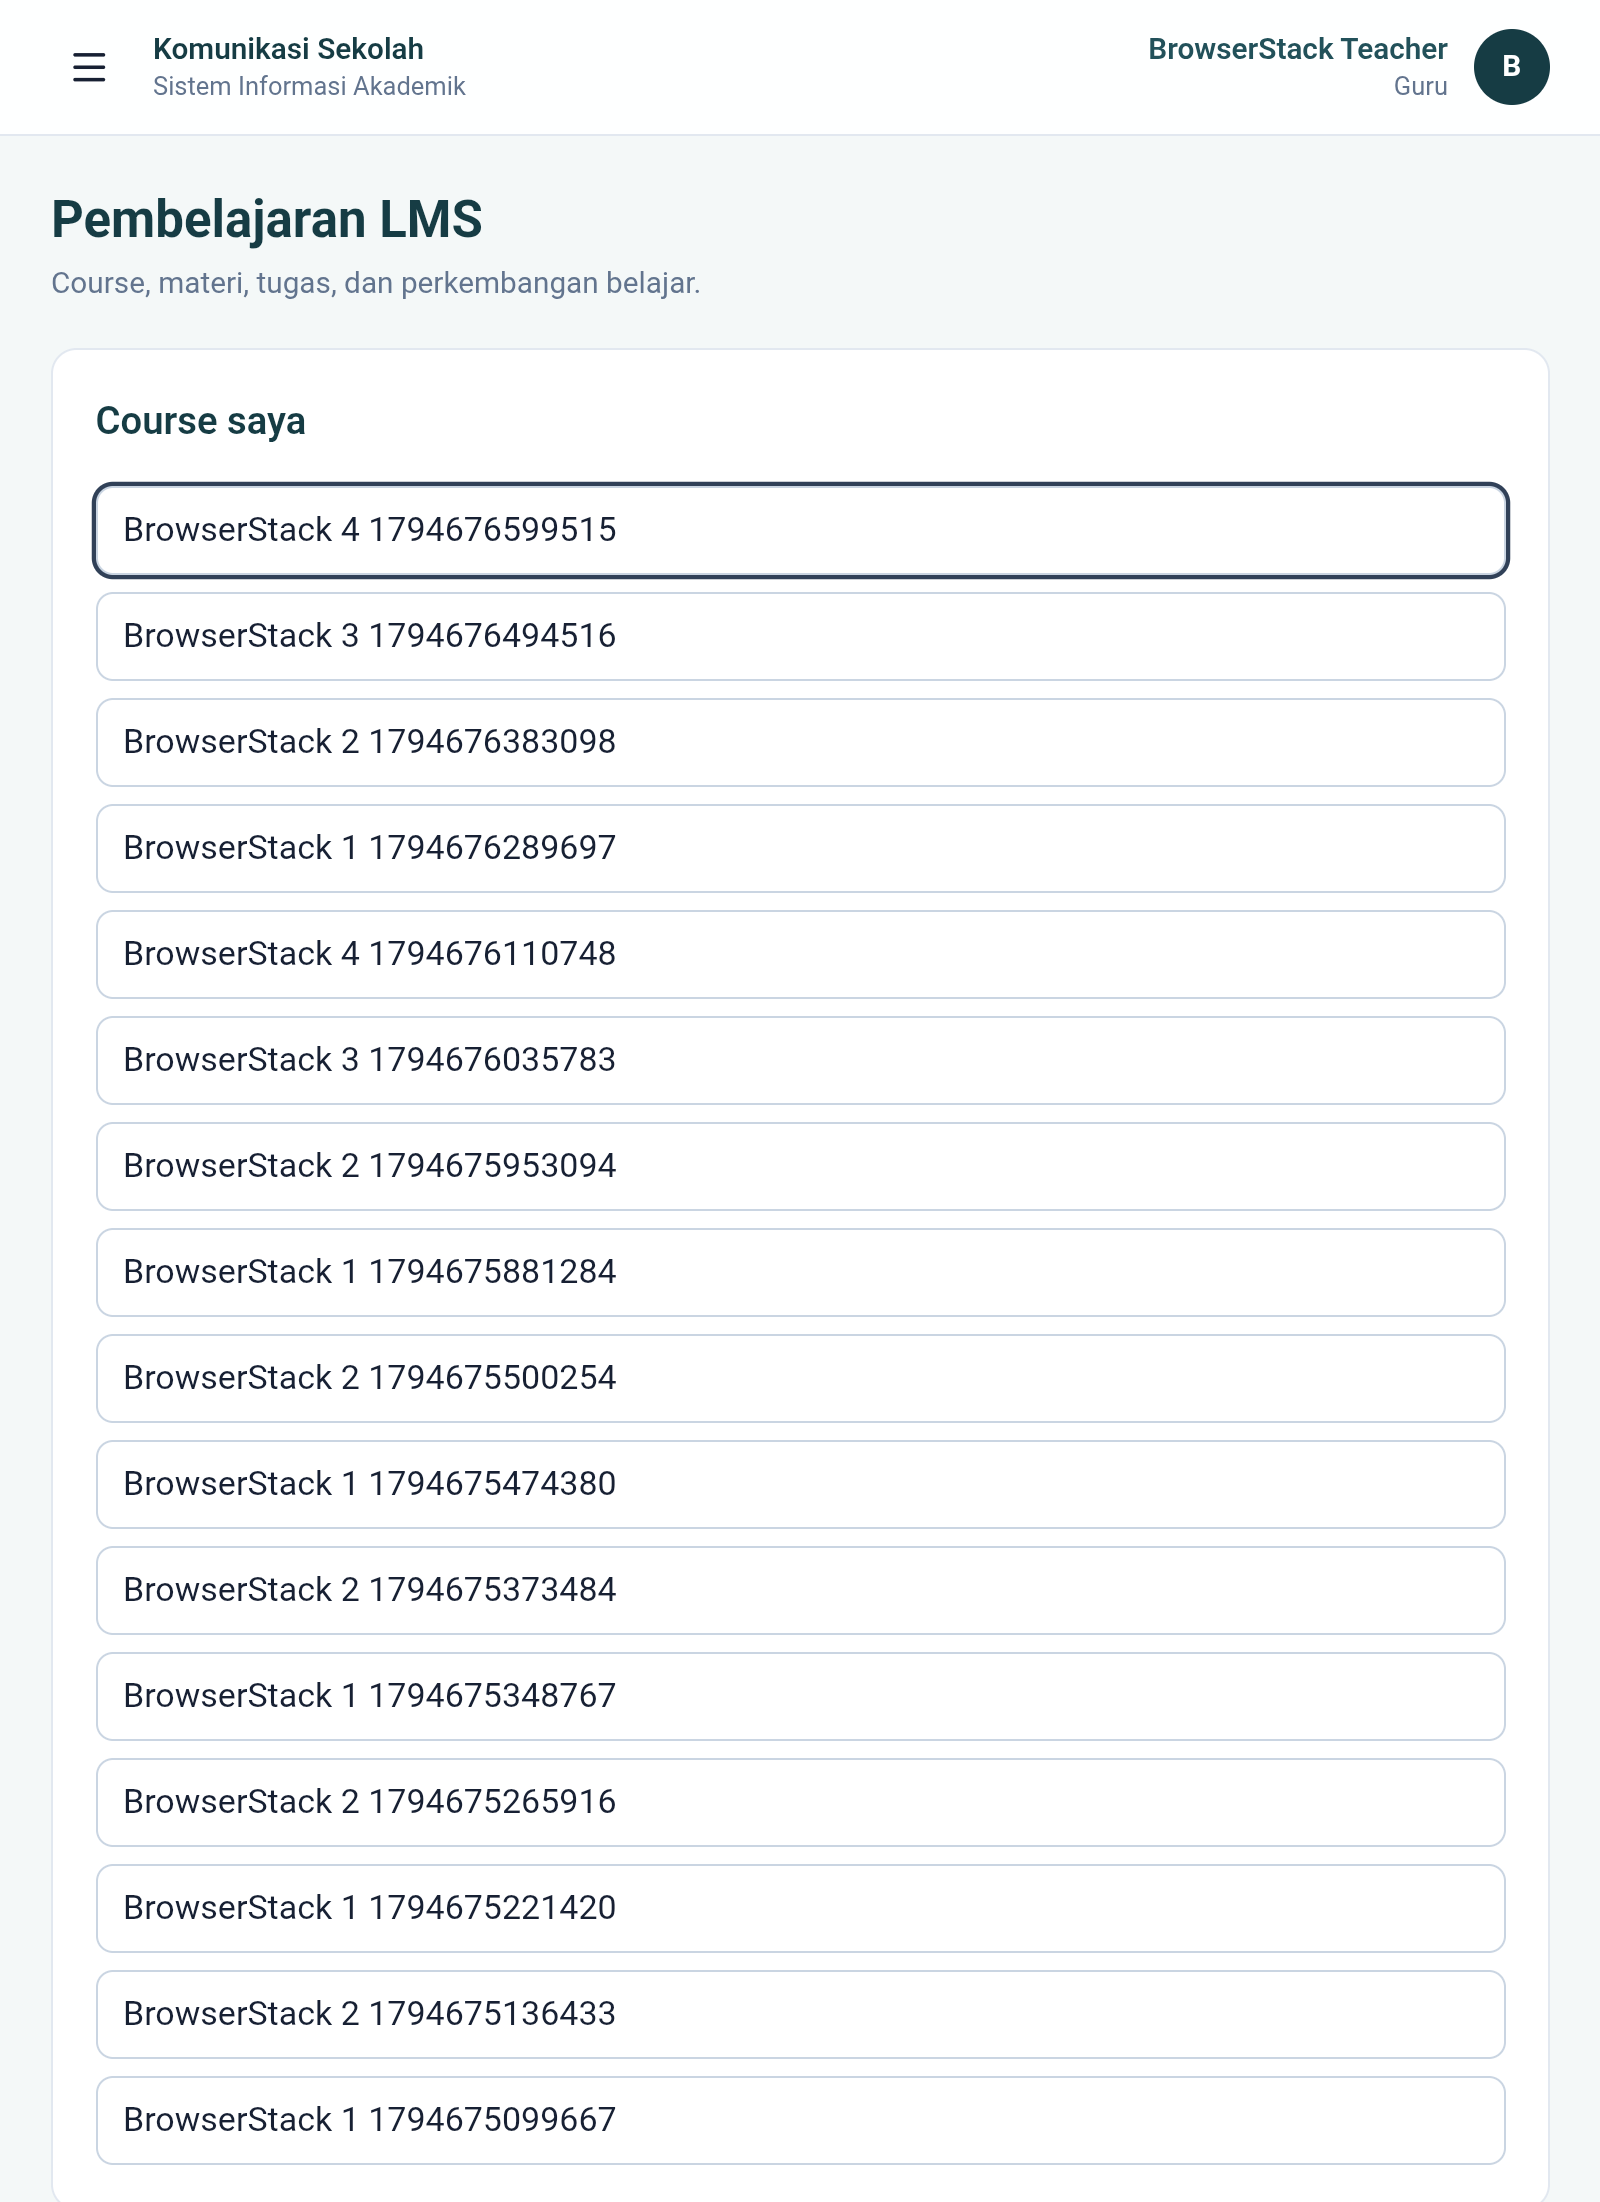 Komunikasi Sekolah
Sistem Informasi Akademik
BrowserStack Teacher
Guru
B
Pembelajaran LMS
Course, materi, tugas, dan perkembangan belajar.
Course saya
BrowserStack 4 1794676599515
BrowserStack 3 1794676494516
BrowserStack 2 1794676383098
BrowserStack 1 1794676289697
BrowserStack 4 1794676110748
BrowserStack 3 1794676035783
BrowserStack 2 1794675953094
BrowserStack 1 1794675881284
BrowserStack 2 1794675500254
BrowserStack 1 1794675474380
BrowserStack 2 1794675373484
BrowserStack 1 1794675348767
BrowserStack 2 1794675265916
BrowserStack 1 1794675221420
BrowserStack 2 1794675136433
BrowserStack 1 1794675099667